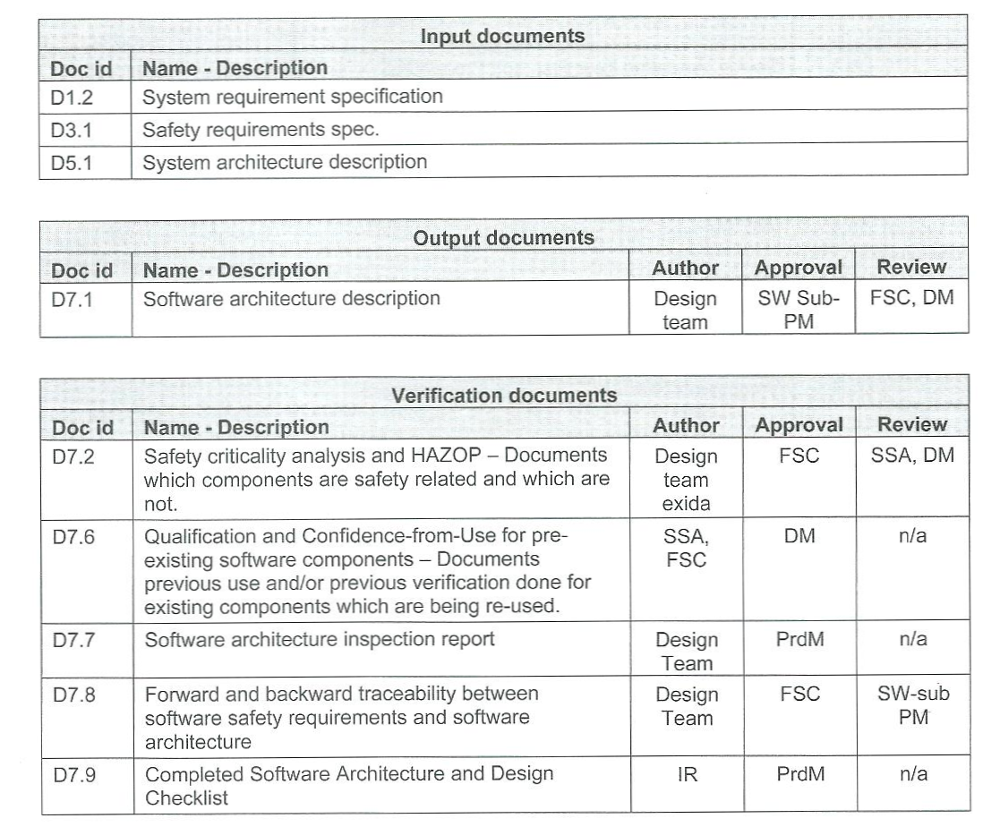 Input documents
Doc id Name - Description
D1.2 System requirement specification
D3.1 Safety requirements spec.
D5.1 System architecture description
Output documents
Doc id Name - Description Author Approval Review
D7.1 Software architecture description Design SW Sub- FSC, DM
team PM
Verification documents
Doc id Name - Description Author Approval Review
D7.2 Safety criticality analysis and HAZOP – Documents Design FSC SSA, DM
which components are safety related and which are team
not. exida
D7.6 Qualification and Confidence-from-Use for pre- SSA, DM n/a
existing software components – Documents FSC
previous use and/or previous verification done for
existing components which are being re-used.
D7.7 Software architecture inspection report Design PrdM n/a
Team
D7.8 Forward and backward traceability between Design FSC SW-sub
software safety requirements and software Team PM
architecture
D7.9 Completed Software Architecture and Design IR PrdM n/a
Checklist